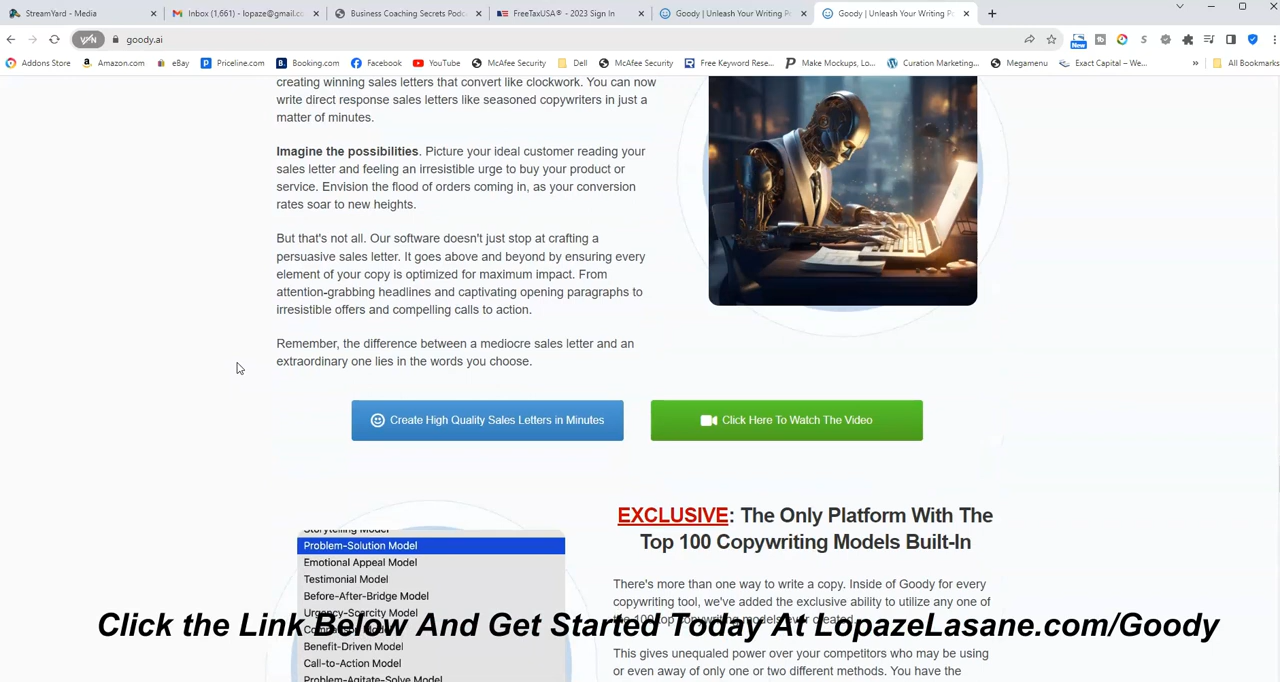 StreamYard - Media
Inbox (1,661) - lopaze@gmail.co
Business Coaching Secrets Podc
FreeTaxUSA® - 2023 Sign In
Goody | Unleash Your Writing P
Goody | Unleash Your Writing P
VPN
goody.ai
New
Addons Store
Amazon.com
eBay
Priceline.com
Booking.com
Facebook
YouTube
McAfee Security
Dell
McAfee Security
Free Keyword Rese...
Make Mockups, Lo...
Curation Marketing...
Megamenu
Exact Capital – We...
»
All Bookmarks
creating winning sales letters that convert like clockwork. You can now
write direct response sales letters like seasoned copywriters in just a
matter of minutes.
Imagine the possibilities. Picture your ideal customer reading your
sales letter and feeling an irresistible urge to buy your product or
service. Envision the flood of orders coming in, as your conversion
rates soar to new heights.
But that's not all. Our software doesn't just stop at crafting a
persuasive sales letter. It goes above and beyond by ensuring every
element of your copy is optimized for maximum impact. From
attention-grabbing headlines and captivating opening paragraphs to
irresistible offers and compelling calls to action.
Remember, the difference between a mediocre sales letter and an
extraordinary one lies in the words you choose.
Create High Quality Sales Letters in Minutes
Click Here To Watch The Video
EXCLUSIVE: The Only Platform With The
Top 100 Copywriting Models Built-In
Storytelling Model
Problem-Solution Model
Emotional Appeal Model
Testimonial Model
Before-After-Bridge Model
Urgency-Scarcity Model
Benefit-Driven Model
Call-to-Action Model
Problem-Agitate-Solve Model
There's more than one way to write a copy. Inside of Goody for every
copywriting tool, we've added the exclusive ability to utilize any one of
the 100 top copywriting models ever created.
This gives unequaled power over your competitors who may be using
or even away of only one or two different methods. You have the
Click the Link Below And Get Started Today At LopazeLasane.com/Goody